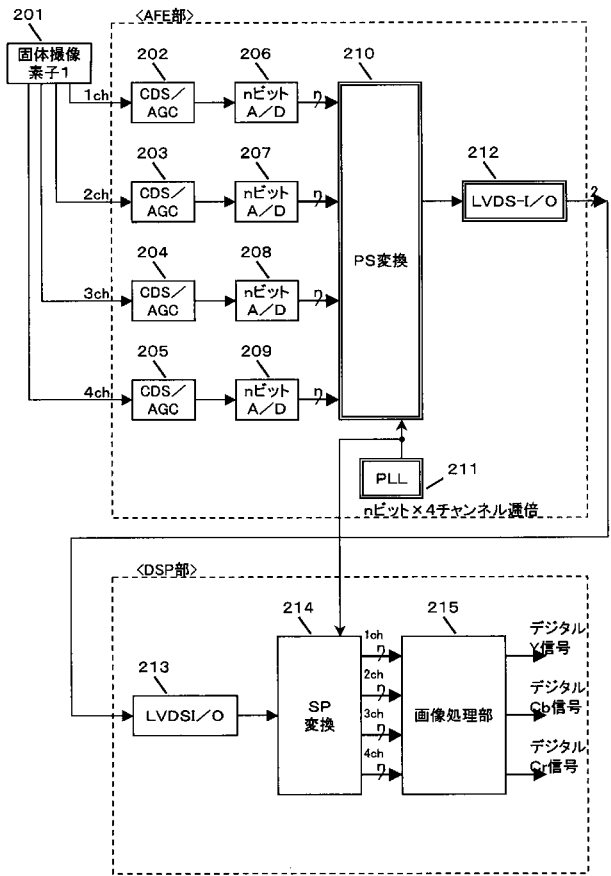 201
<AFE部>
固体撮像
素子1
202
206
210
1ch
CDS／
AGC
nビット
A／D
n
203
207
212
2ch
CDS／
AGC
nビット
A／D
n
LVDS-I／O
2
204
208
PS変換
3ch
CDS／
AGC
nビット
A／D
n
205
209
4ch
CDS／
AGC
nビット
A／D
n
PLL
211
nビット×4チャンネル逓倍
<DSP部>
213
214
215
LVDSI／O
SP
変換
1ch
n
2ch
n
3ch
n
4ch
n
画像処理部
デジタル
Y信号
デジタル
Cb信号
デジタル
Cr信号